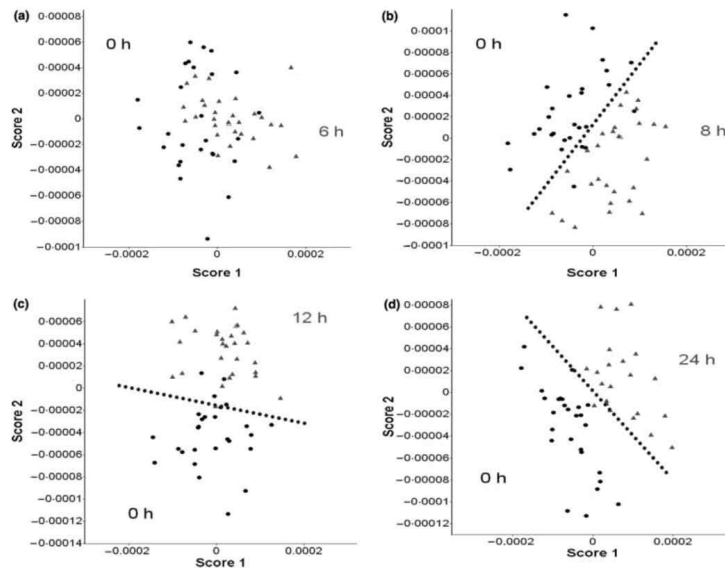 (a)
0·00008
0·00006
0·00004
0·00002
0
−0·00002
−0·00004
−0·00006
−0·00008
−0·0001
Score 2
0 h
6 h
−0·0002
0
0·0002
Score 1
(b)
0·0001
0·00008
0·00006
0·00004
0·00002
0
−0·00002
−0·00004
−0·00006
−0·00008
−0·0001
Score 2
0 h
8 h
−0·0002
0
0·0002
Score 1
(c)
0·00006
0·00004
0·00002
0
−0·00002
−0·00004
−0·00006
−0·00008
−0·0001
−0·00012
−0·00014
Score 2
12 h
0 h
−0·0002
0
0·0002
Score 1
(d)
0·00008
0·00006
0·00004
0·00002
0
−0·00002
−0·00004
−0·00006
−0·00008
−0·0001
−0·00012
Score 2
24 h
0 h
−0·0002
0
0·0002
Score 1